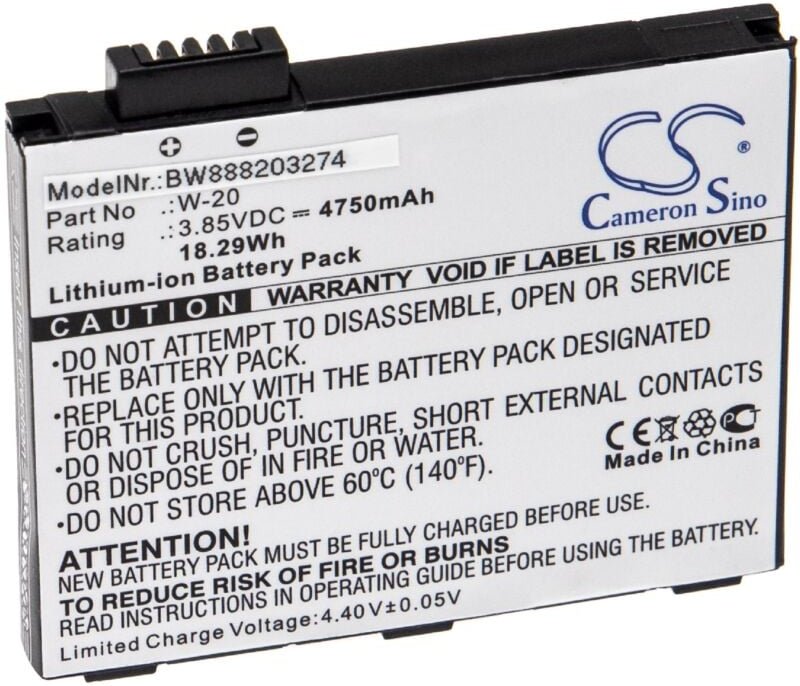 Cameron Sino
ModelNr.:BW888203274
Part No :W-20
Rating :3.85VDC ⎓ 4750mAh
18.29Wh
Lithium-ion Battery Pack
CAUTION WARRANTY VOID IF LABEL IS REMOVED
•DO NOT ATTEMPT TO DISASSEMBLE, OPEN OR SERVICE
THE BATTERY PACK.
•REPLACE ONLY WITH THE BATTERY PACK DESIGNATED
FOR THIS PRODUCT.
•DO NOT CRUSH, PUNCTURE, SHORT EXTERNAL CONTACTS
OR DISPOSE OF IN FIRE OR WATER.
•DO NOT STORE ABOVE 60°C (140°F).
CE PCT
Made In China
ATTENTION!
NEW BATTERY PACK MUST BE FULLY CHARGED BEFORE USE.
TO REDUCE RISK OF FIRE OR BURNS
READ INSTRUCTION MANUAL BEFORE USING THE BATTERY.
Limited Charge Voltage: 4.40V±0.05V